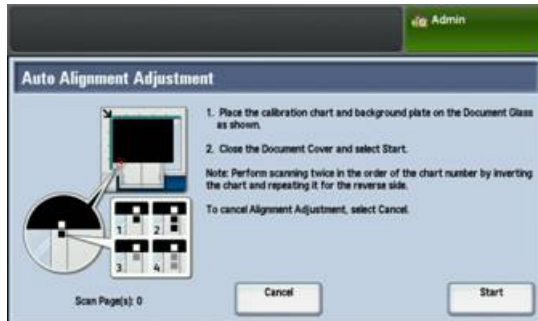 Admin
Auto Alignment Adjustment
1. Place the calibration chart and background plate on the Document Glass
as shown.
2. Close the Document Cover and select Start.
Note: Perform scanning twice in the order of the chart number by inverting
the chart and repeating it for the reverse side.
To cancel Alignment Adjustment, select Cancel.
1 2
3 4
Scan Page(s): 0
Cancel
Start